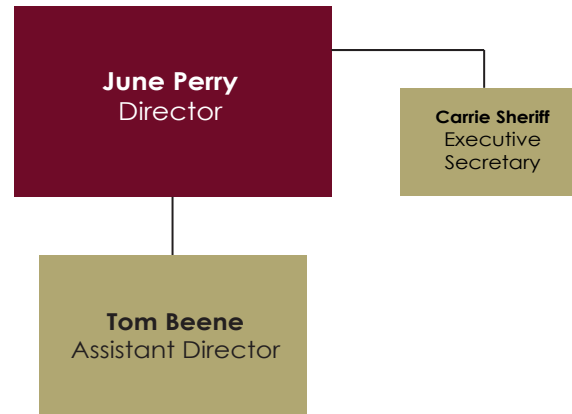 June Perry
Director
Carrie Sheriff
Executive
Secretary
Tom Beene
Assistant Director